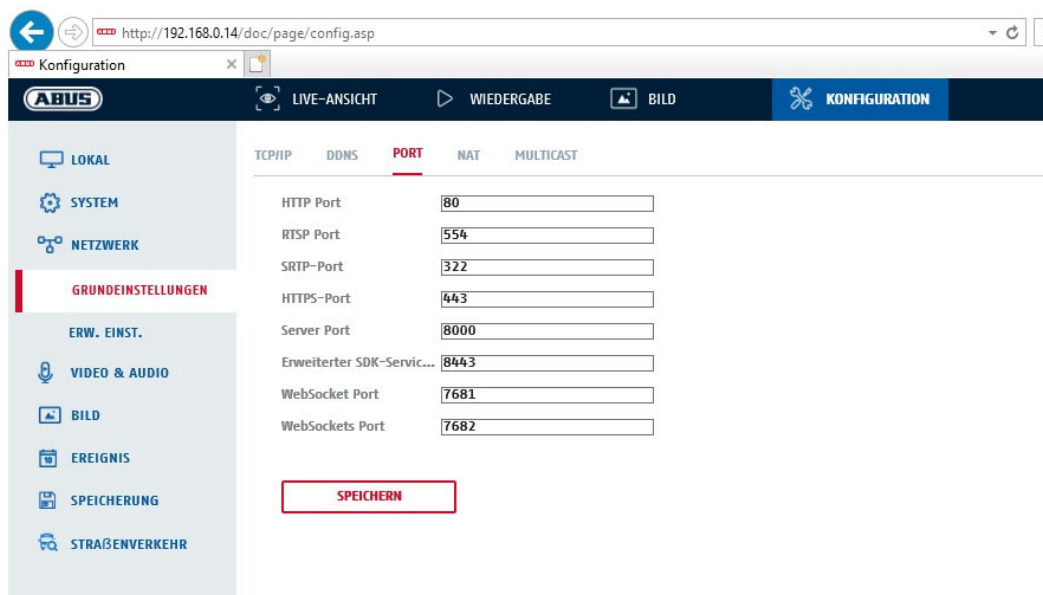 http://192.168.0.14/doc/page/config.asp
Konfiguration
ABUS LIVE-ANSICHT WIEDERGABE BILD KONFIGURATION
LOKAL
SYSTEM
NETZWERK
GRUNDEINSTELLUNGEN
ERW. EINST.
VIDEO & AUDIO
BILD
EREIGNIS
SPEICHERUNG
STRAßENVERKEHR
TCP/IP DDNS PORT NAT MULTICAST
HTTP Port 80
RTSP Port 554
SRTP-Port 322
HTTPS-Port 443
Server Port 8000
Erweiterter SDK-Servic... 8443
WebSocket Port 7681
WebSockets Port 7682
SPEICHERN